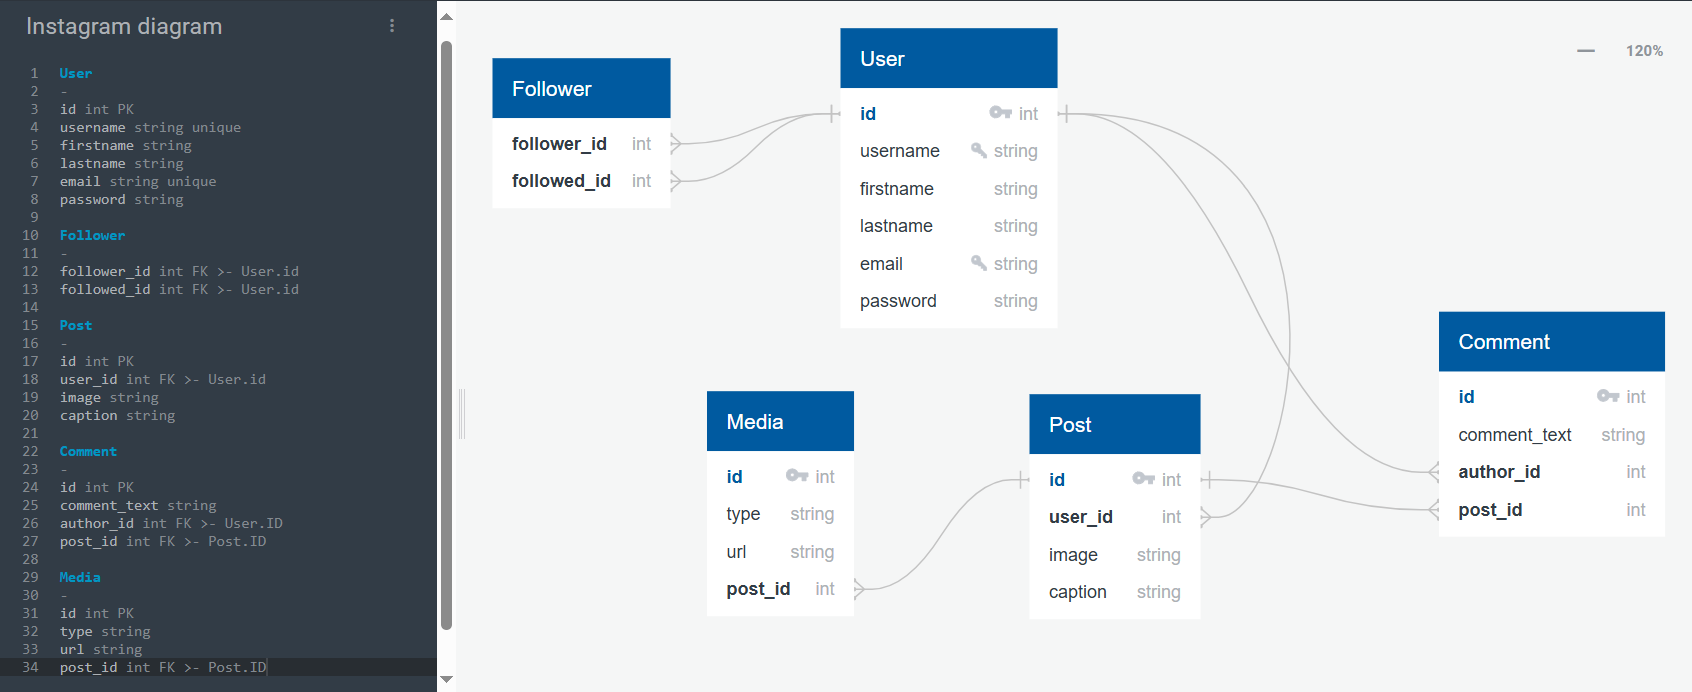 Instagram diagram
1 User
2 -
3 id int PK
4 username string unique
5 firstname string
6 lastname string
7 email string unique
8 password string
9
10 Follower
11 -
12 follower_id int FK >- User.id
13 followed_id int FK >- User.id
14
15 Post
16 -
17 id int PK
18 user_id int FK >- User.id
19 image string
20 caption string
21
22 Comment
23 -
24 id int PK
25 comment_text string
26 author_id int FK >- User.ID
27 post_id int FK >- Post.ID
28
29 Media
30 -
31 id int PK
32 type string
33 url string
34 post_id int FK >- Post.ID
120%
Follower
follower_id int
followed_id int
User
id int
username string
firstname string
lastname string
email string
password string
Media
id int
type string
url string
post_id int
Post
id int
user_id int
image string
caption string
Comment
id int
comment_text string
author_id int
post_id int